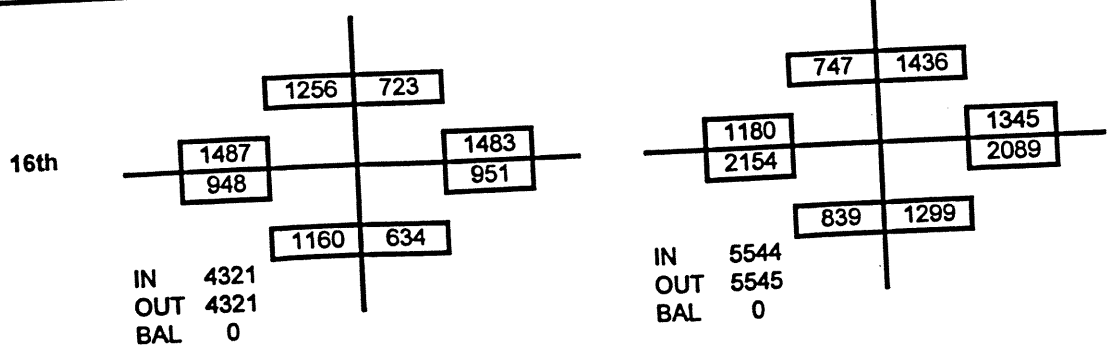 1256 723
747 1436
16th
1487
948
1483
951
1180
2154
1345
2089
1160 634
839 1299
IN 4321
OUT 4321
BAL 0
IN 5544
OUT 5545
BAL 0